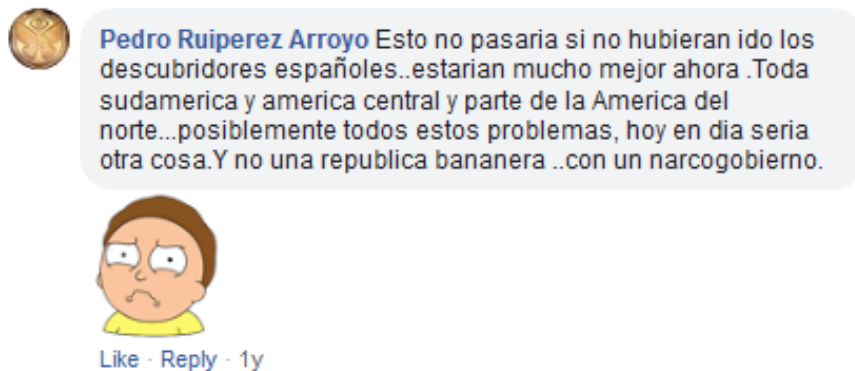 Pedro Ruiperez Arroyo Esto no pasaria si no hubieran ido los
descubridores españoles..estarian mucho mejor ahora .Toda
sudamerica y america central y parte de la America del
norte...posiblemente todos estos problemas, hoy en dia seria
otra cosa.Y no una republica bananera ..con un narcogobierno.
Like · Reply · 1y